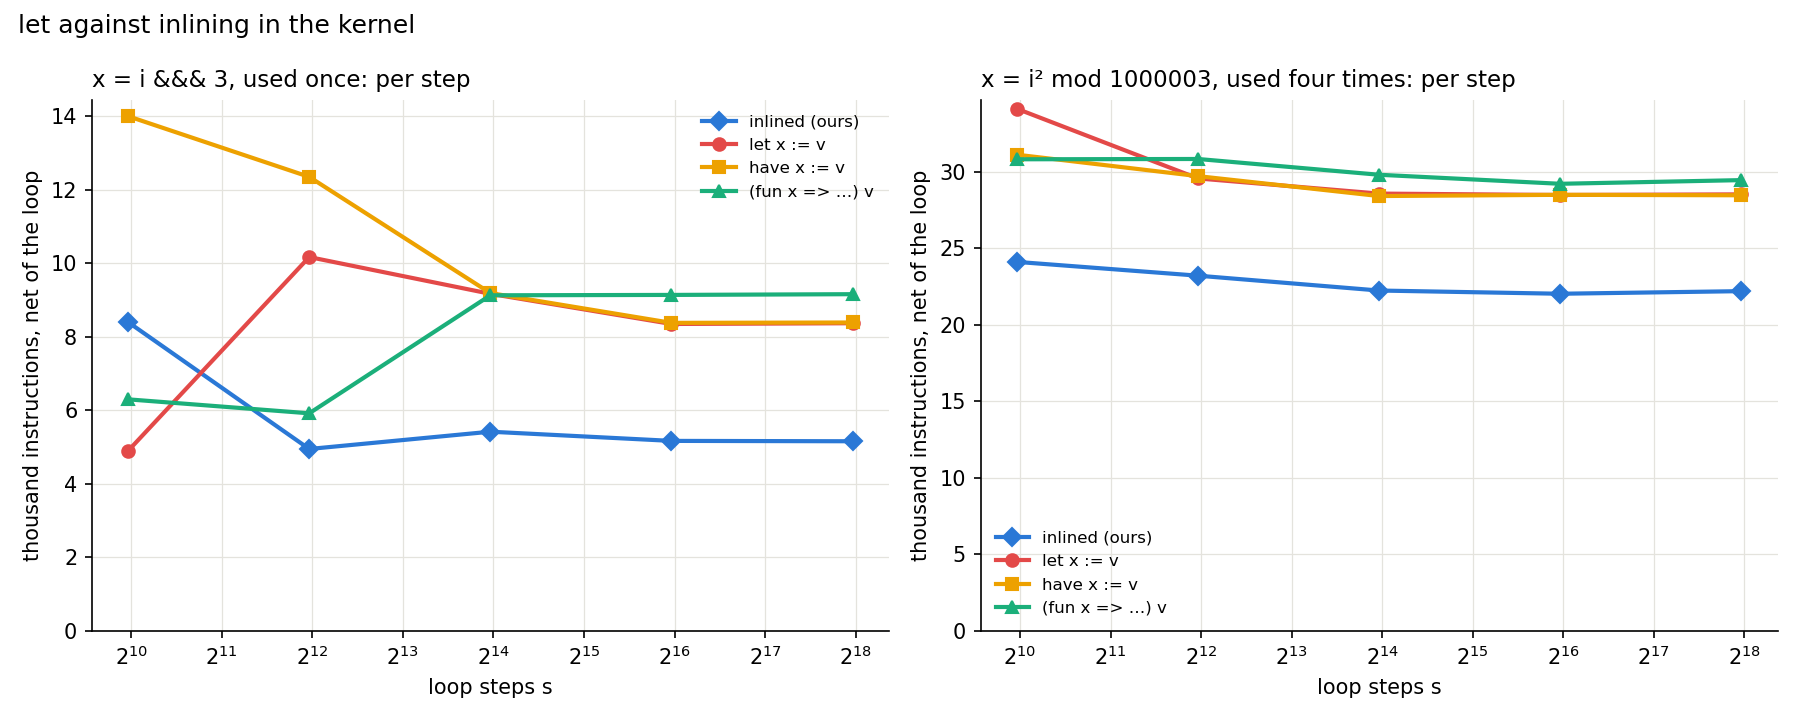 let against inlining in the kernel
x = i &&& 3, used once: per step
thousand instructions, net of the loop
14
12
10
8
6
4
2
0
inlined (ours)
let x := v
have x := v
(fun x => ...) v
2¹⁰
2¹¹
2¹²
2¹³
2¹⁴
2¹⁵
2¹⁶
2¹⁷
2¹⁸
loop steps s
x = i² mod 1000003, used four times: per step
thousand instructions, net of the loop
30
25
20
15
10
5
0
inlined (ours)
let x := v
have x := v
(fun x => ...) v
2¹⁰
2¹¹
2¹²
2¹³
2¹⁴
2¹⁵
2¹⁶
2¹⁷
2¹⁸
loop steps s